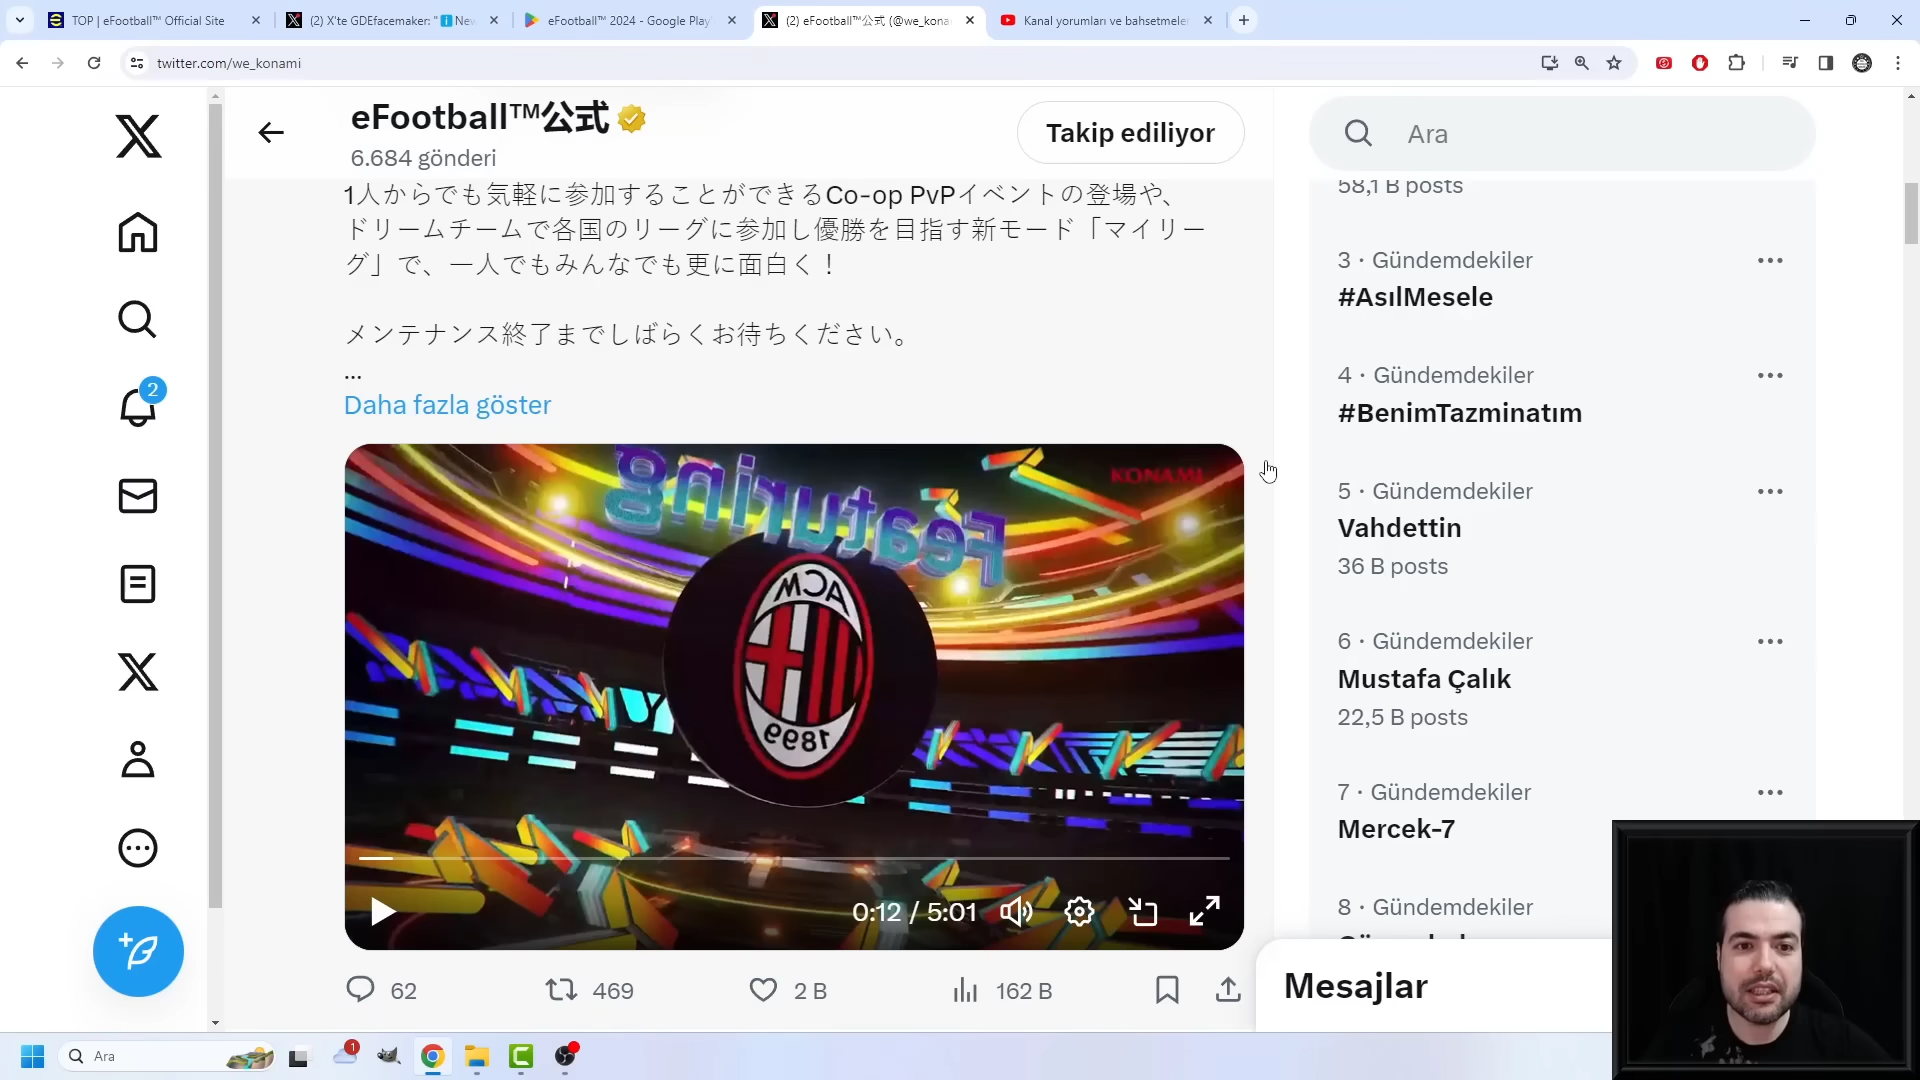 TOP | eFootball™ Official Site
(2) X'te GDEfacemaker: "ℹ️ New
eFootball™ 2024 - Google Play
(2) eFootball™公式 (@we_kona
Kanal yorumları ve bahsetmeler
twitter.com/we_konami
eFootball™公式
6.684 gönderi
Takip ediliyor
Ara
1人からでも気軽に参加することができるCo-op PvPイベントの登場や、
ドリームチームで各国のリーグに参加し優勝を目指す新モード「マイリー
グ」で、一人でもみんなでも更に面白く！
メンテナンス終了までしばらくお待ちください。
...
Daha fazla göster
2
Featuring
KONAMI
ACM
1899
0:12 / 5:01
62
469
2 B
162 B
58,1 B posts
3 · Gündemdekiler
#AsılMesele
4 · Gündemdekiler
#BenimTazminatım
5 · Gündemdekiler
Vahdettin
36 B posts
6 · Gündemdekiler
Mustafa Çalık
22,5 B posts
7 · Gündemdekiler
Mercek-7
8 · Gündemdekiler
Mesajlar
Ara
1